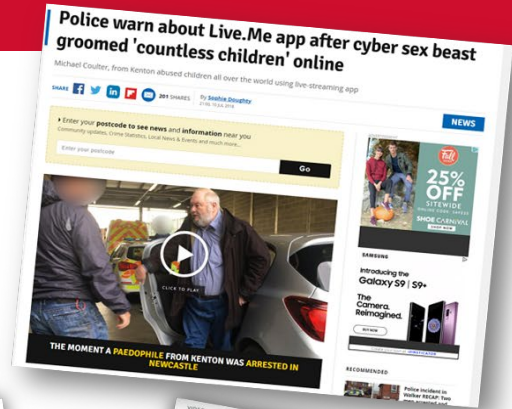 Police warn about Live.Me app after cyber sex beast
groomed 'countless children' online
Michael Coulter, from Kenton abused children all over the world using live-streaming app
SHARE
201 SHARES
By Sophie Doughty
NEWS
Enter your postcode to see news and information near you
Community updates, Crime Statistics, Local News & Events and much more...
Enter your postcode
Go
CLICK TO PLAY
THE MOMENT A PAEDOPHILE FROM KENTON WAS ARRESTED IN
NEWCASTLE
Fall
25%
OFF
SITEWIDE
SHOE CARNIVAL
SHOP NOW
SAMSUNG
Introducing the
Galaxy S9 | S9+
The
Camera.
Reimagined.
BUY NOW
RECOMMENDED
Police incident in
Walker RECAP: Two